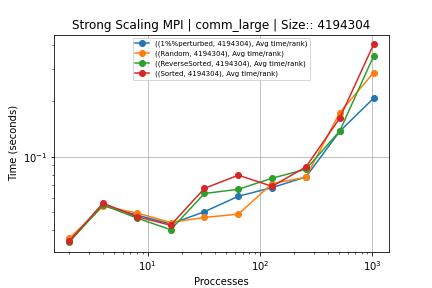 Strong Scaling MPI | comm_large | Size:: 4194304
((1%%perturbed, 4194304), Avg time/rank)
((Random, 4194304), Avg time/rank)
((ReverseSorted, 4194304), Avg time/rank)
((Sorted, 4194304), Avg time/rank)
Time (seconds)
10⁻¹
10¹ 10² 10³
Proccesses